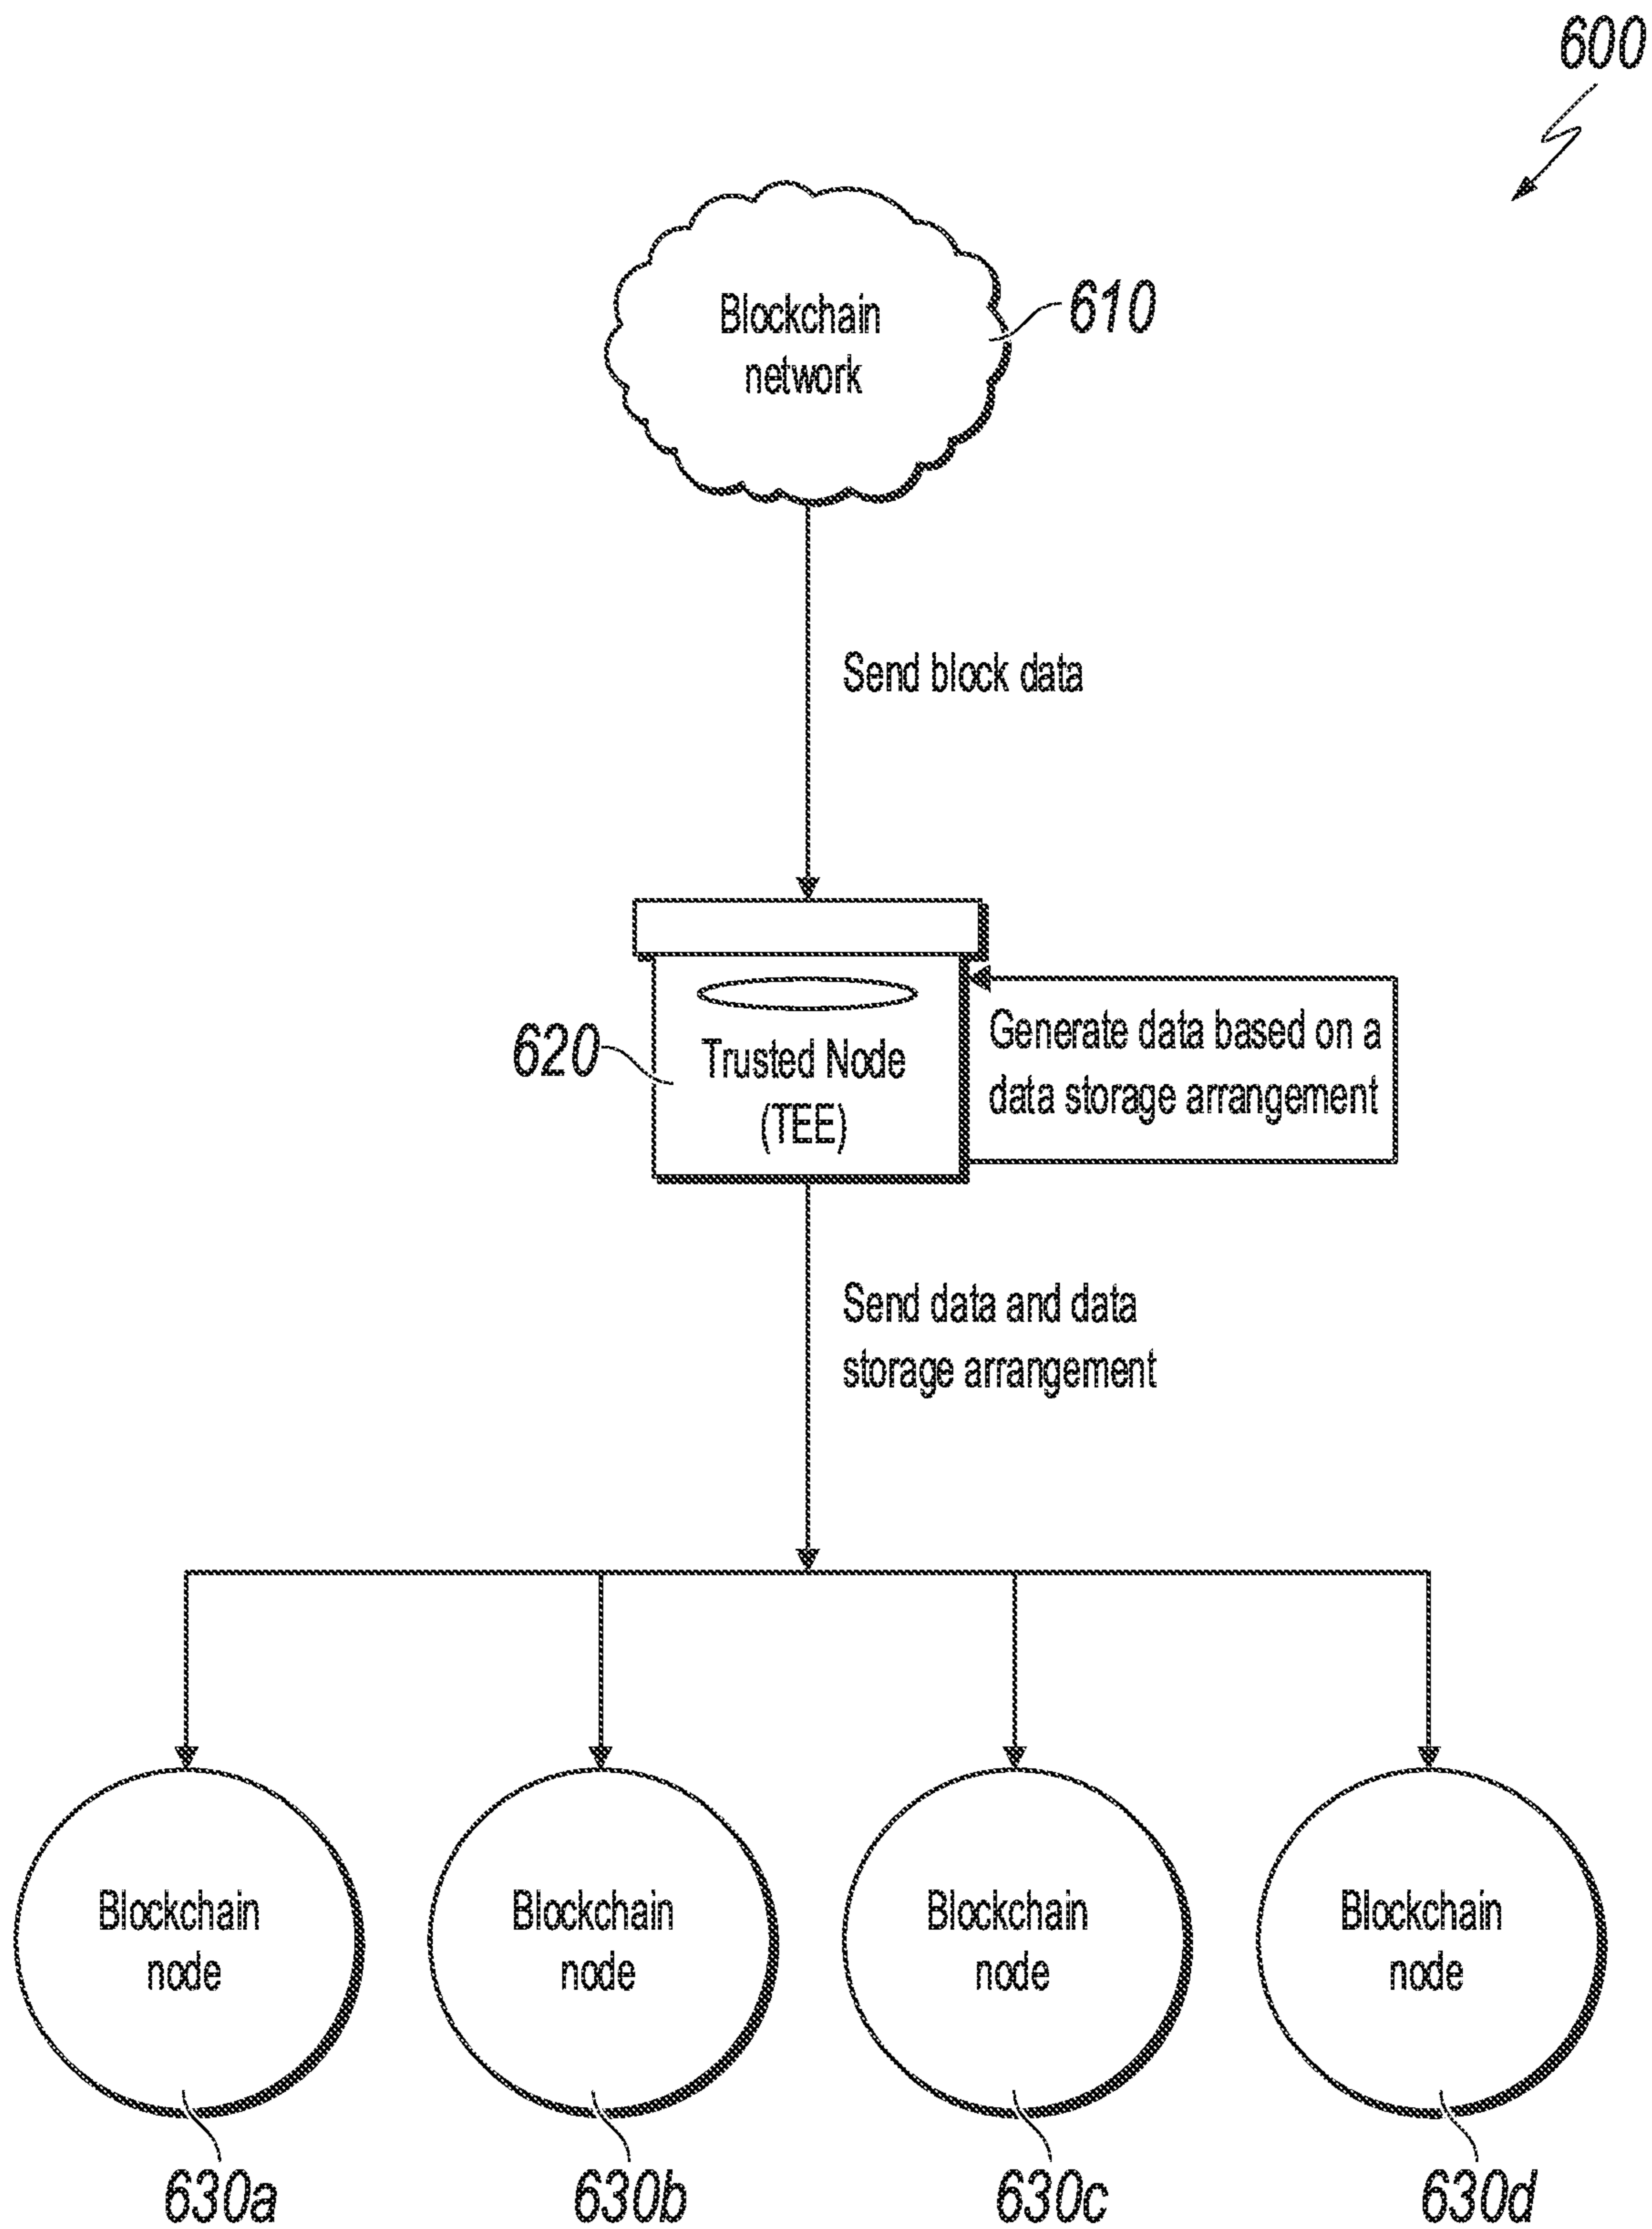 600
Blockchain
network
610
Send block data
620
Trusted Node
(TEE)
Generate data based on a
data storage arrangement
Send data and data
storage arrangement
Blockchain
node
Blockchain
node
Blockchain
node
Blockchain
node
630a
630b
630c
630d